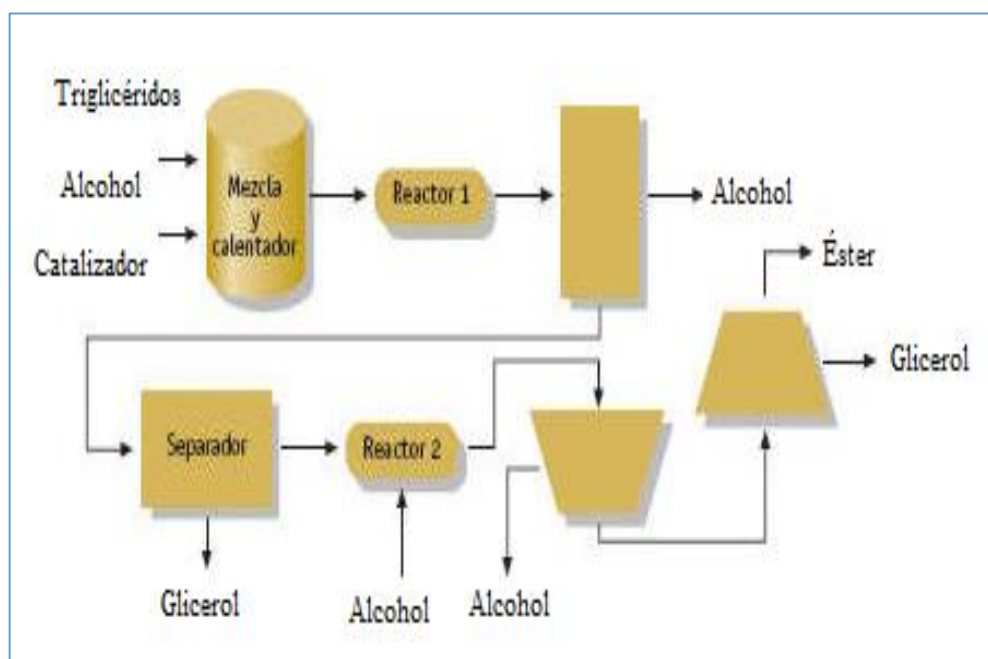 Triglicéridos
Alcohol
Catalizador
Mezcla
y
calentador
Reactor 1
Alcohol
Éster
Glicerol
Separador
Reactor 2
Glicerol
Alcohol
Alcohol